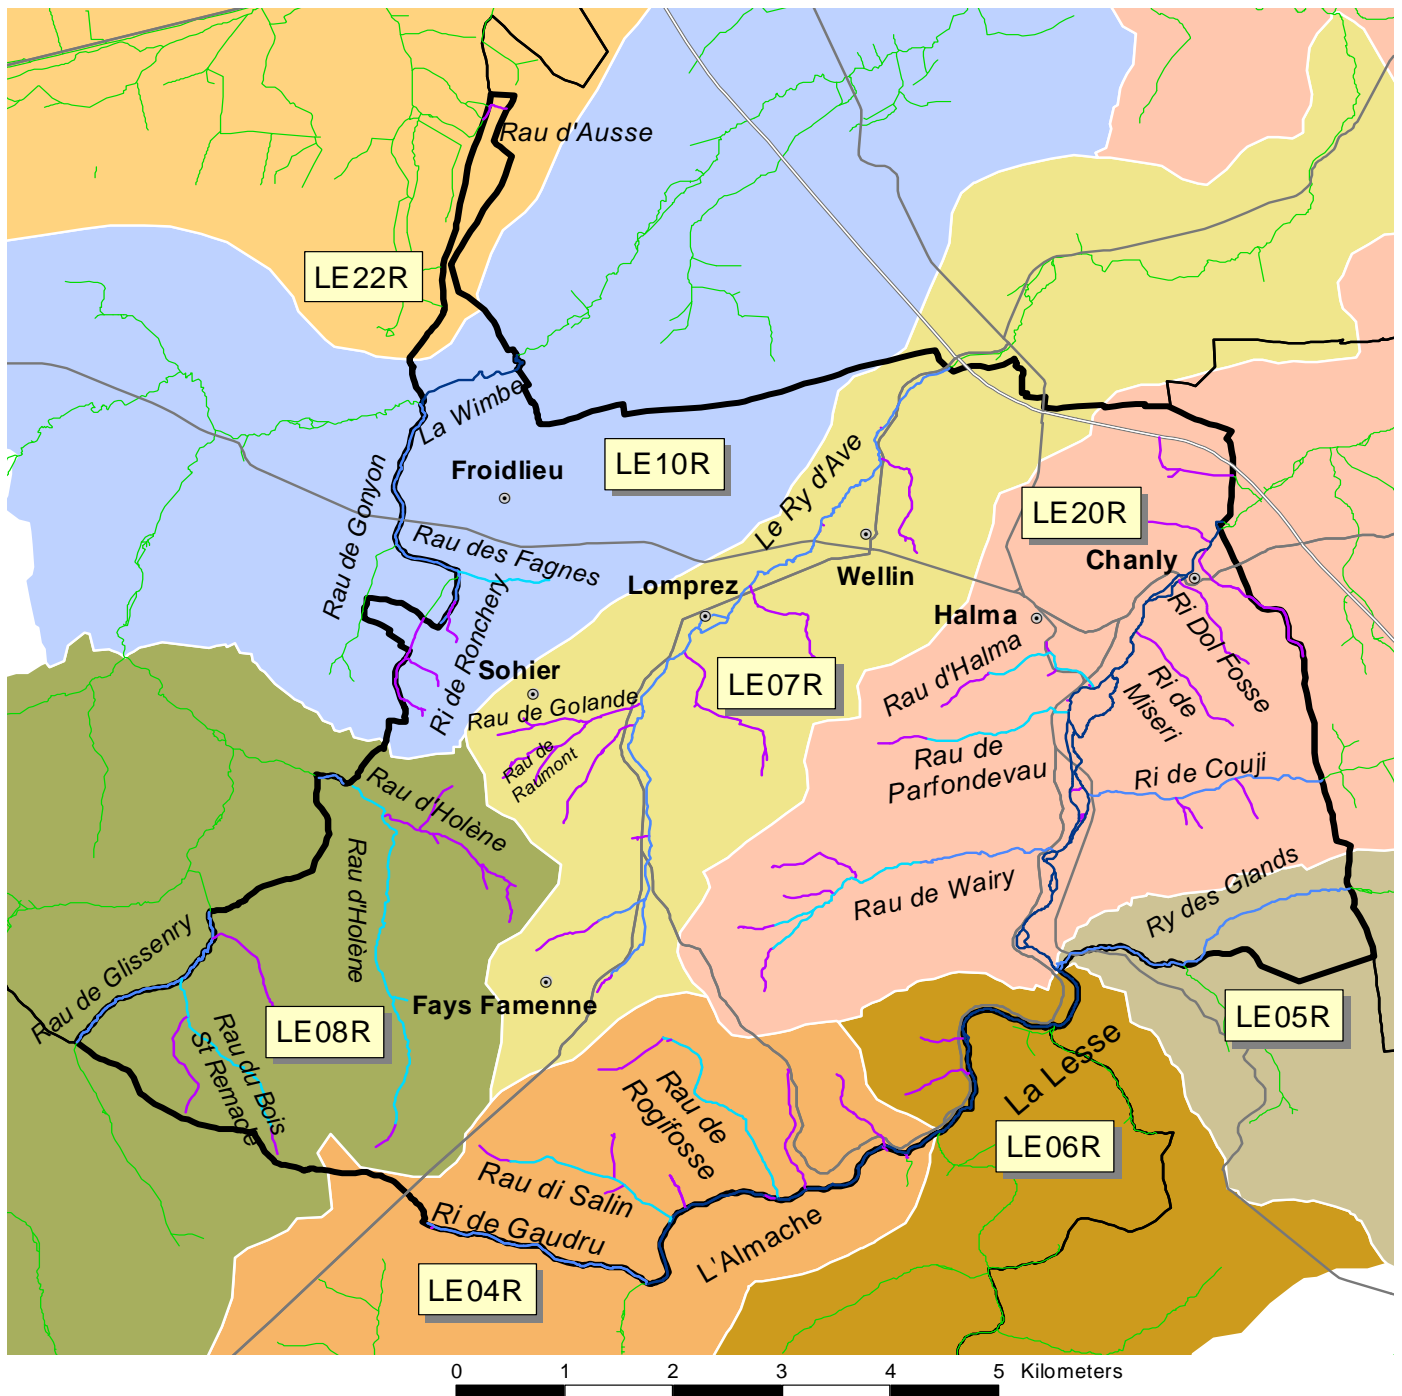 Rau d'Ausse
LE22R
La Wimbe
Froidlieu
LE10R
Le Ry d'Ave
Rau de Gonyon
LE20R
Rau des Fagnes
Wellin
Chanly
Lomprez
Halma
Ri Dol Fosse
Ri de Ronchery
Sohier
LE07R
Rau d'Halma
Ri de
Miseri
Rau de Golande
Rau de
Raumont
Rau de
Parfondevau
Ri de Couji
Rau d'Holène
Rau d'Holène
Rau de Wairy
Ry des Glands
Rau de Glissenry
Fays Famenne
LE08R
LE05R
Rau du Bois
St Remacle
La Lesse
Rau de
Rogifosse
LE06R
Rau di Salin
Ri de Gaudru
L'Almache
LE04R
0 1 2 3 4 5 Kilometers